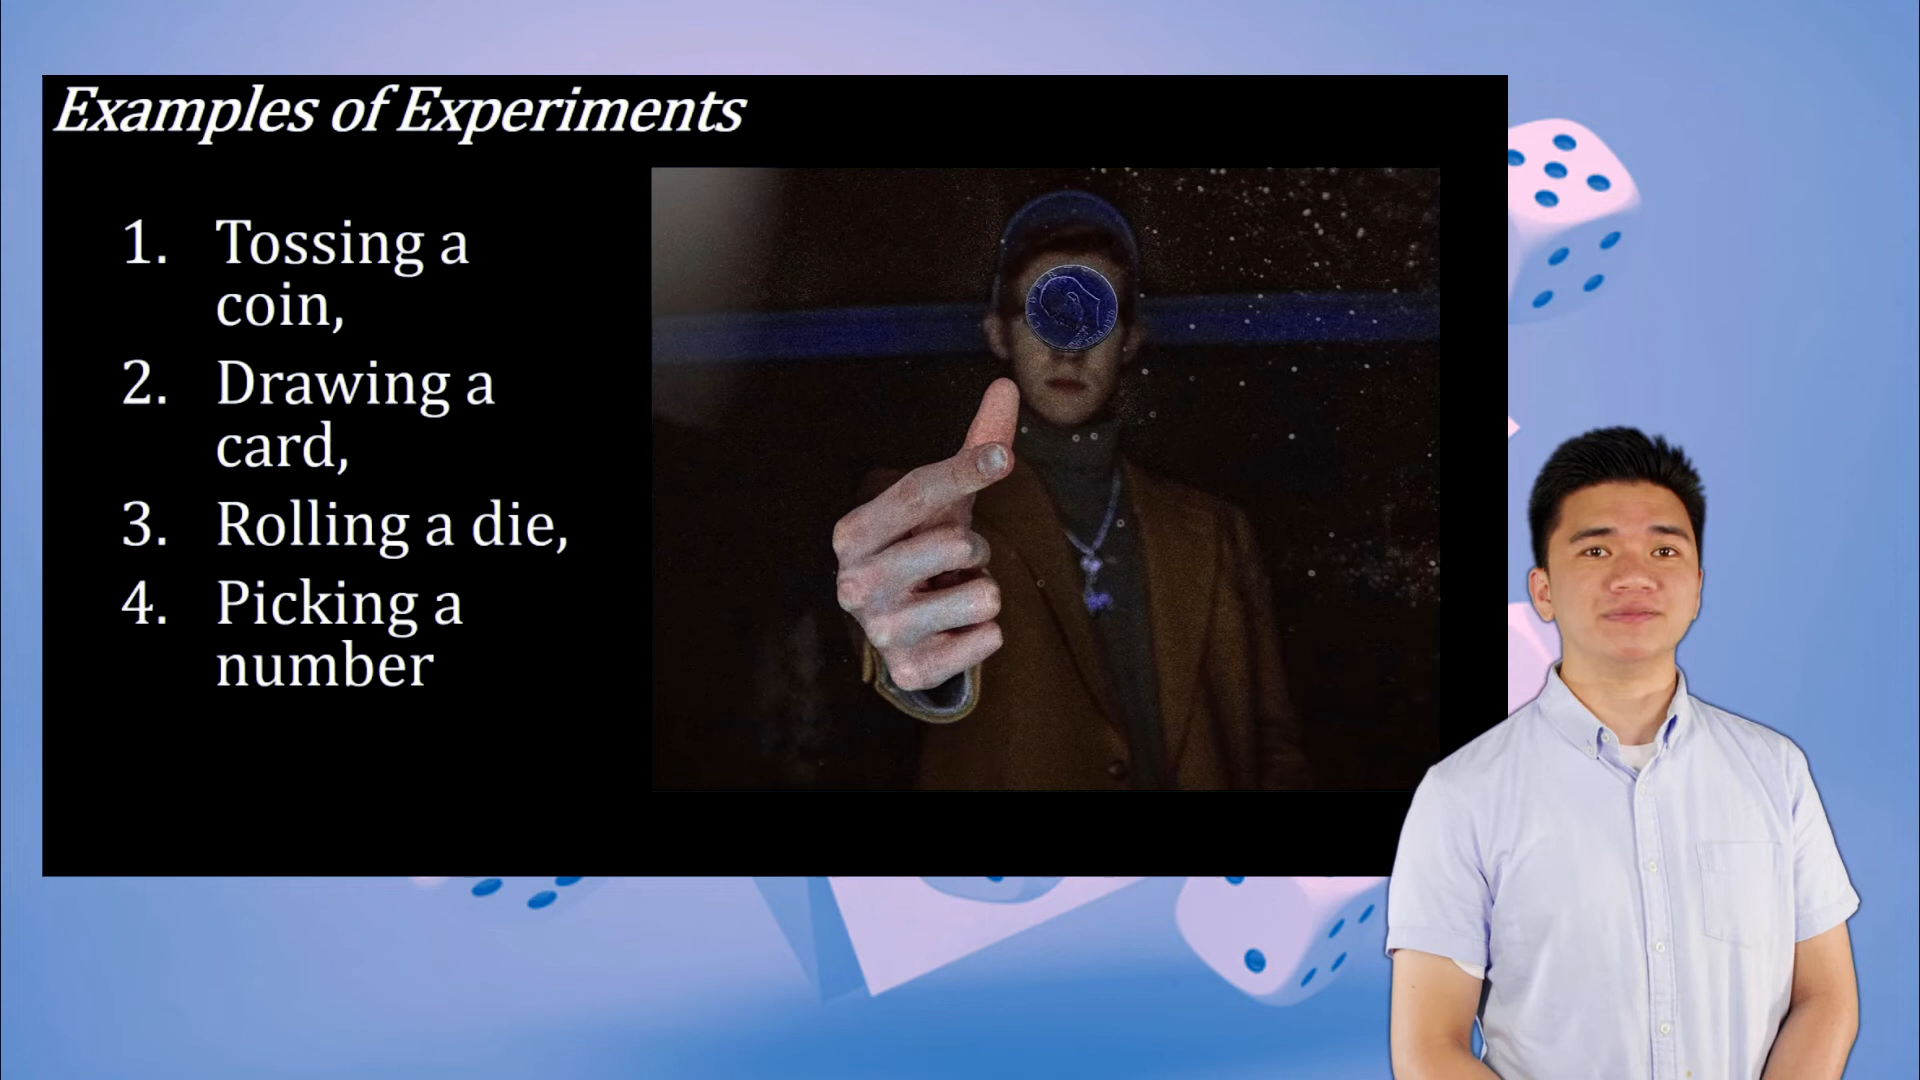 Examples of Experiments
1. Tossing a
coin,
2. Drawing a
card,
3. Rolling a die,
4. Picking a
number